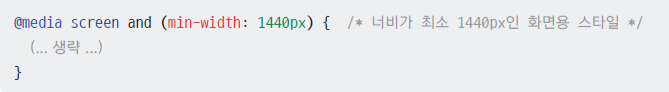 @media screen and (min-width: 1440px) {  /* 너비가 최소 1440px인 화면용 스타일 */
  (... 생략 ...)
}